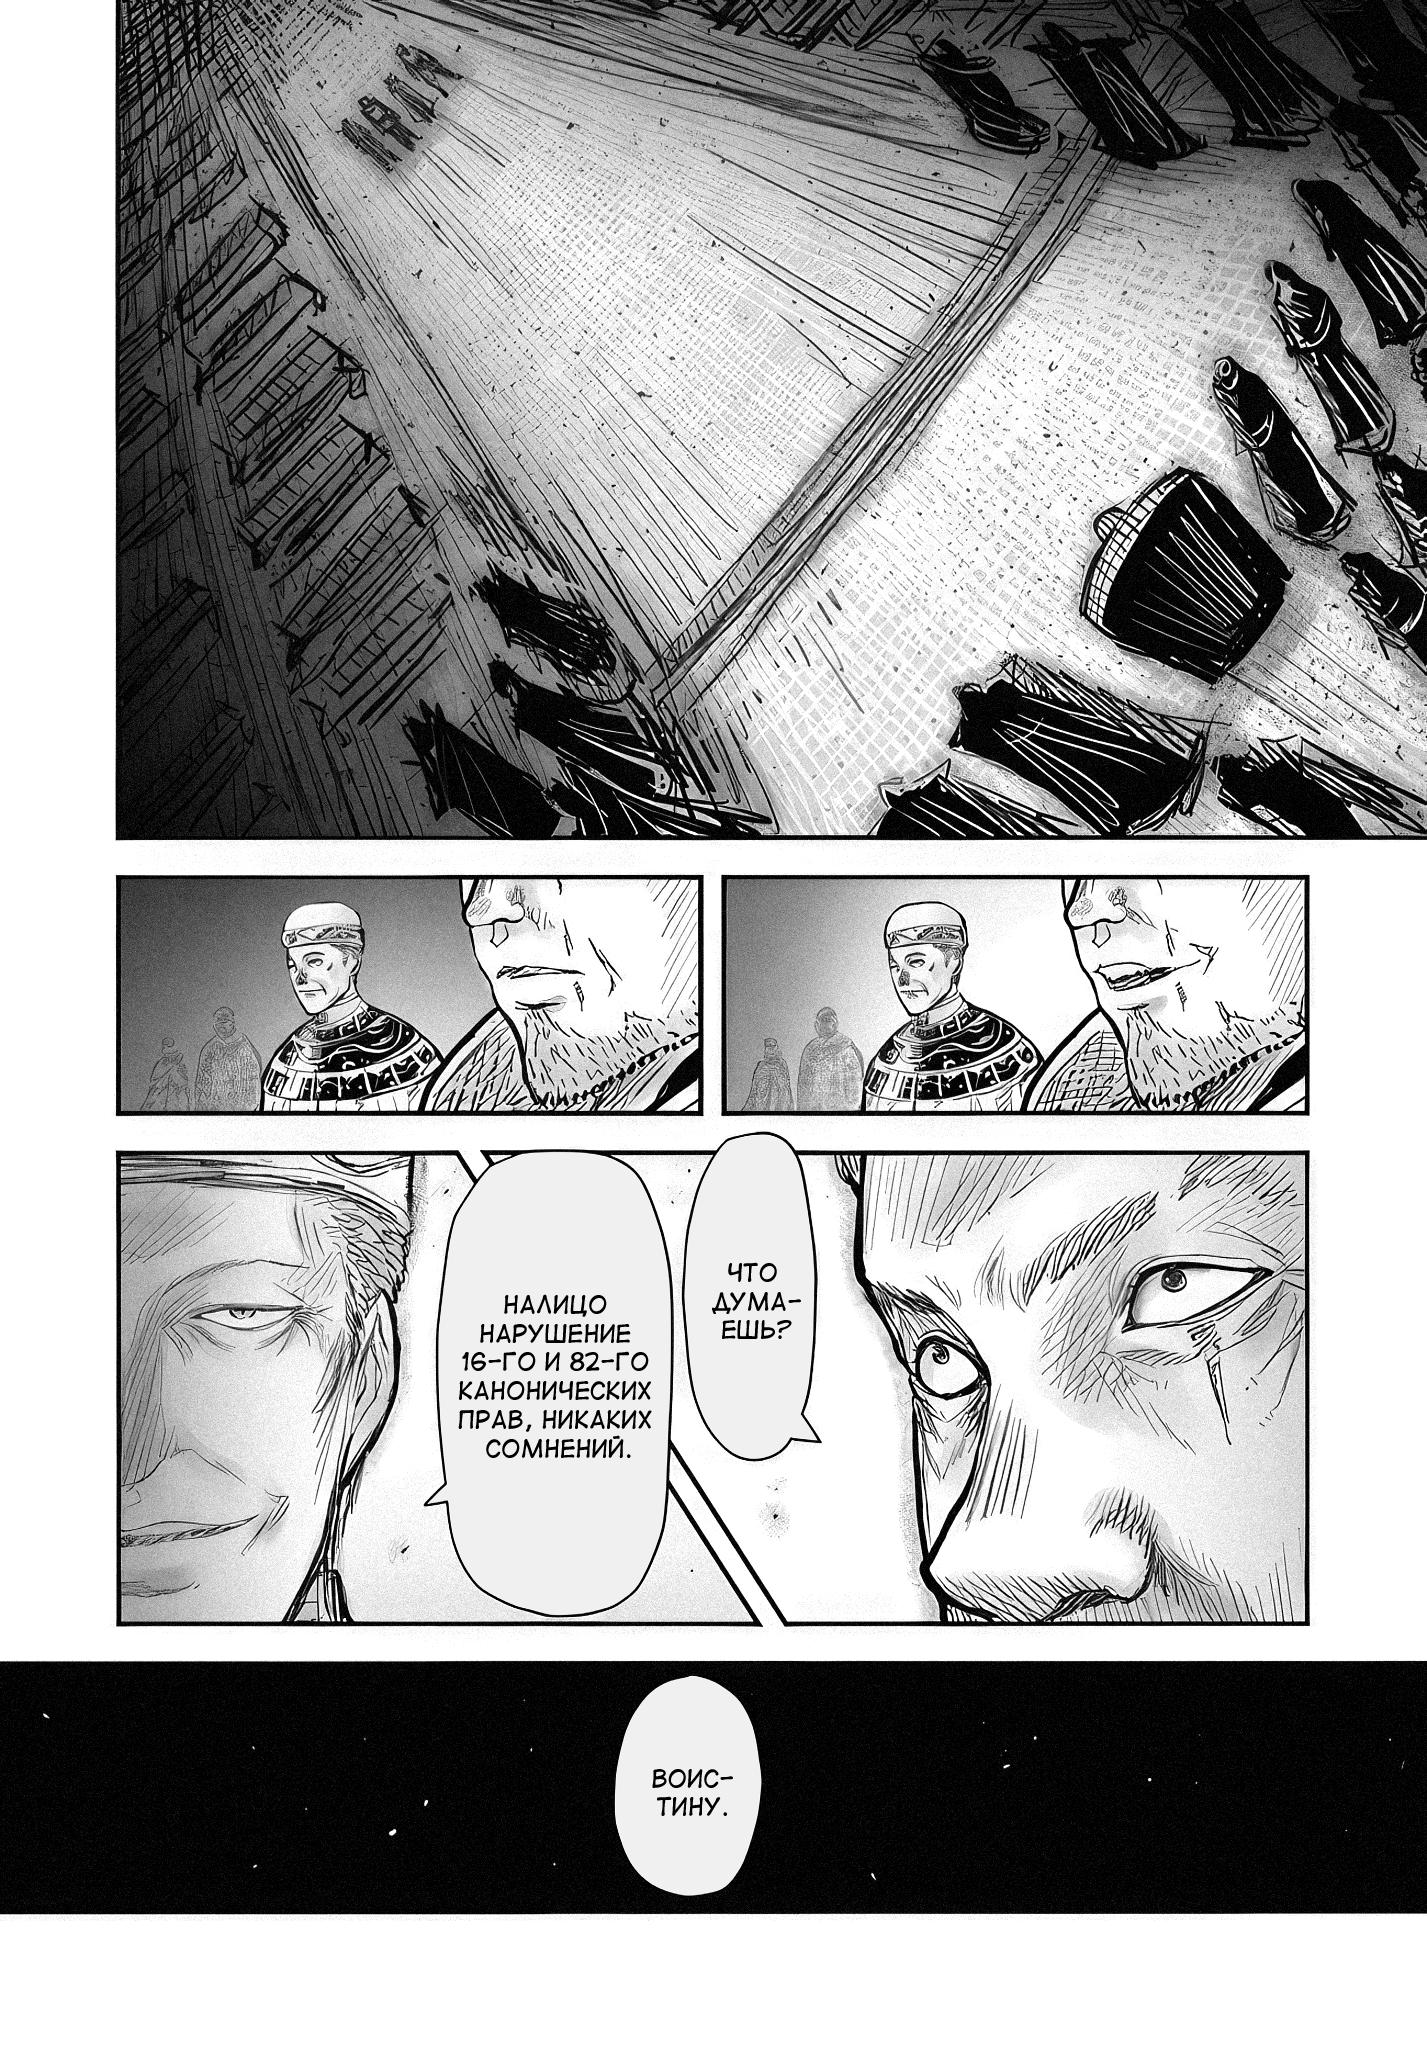 ЧТО
ДУМА-
ЕШЬ?
НАЛИЦО
НАРУШЕНИЕ
16-ГО И 82-ГО
КАНОНИЧЕСКИХ
ПРАВ, НИКАКИХ
СОМНЕНИЙ.
ВОИС-
ТИНУ.